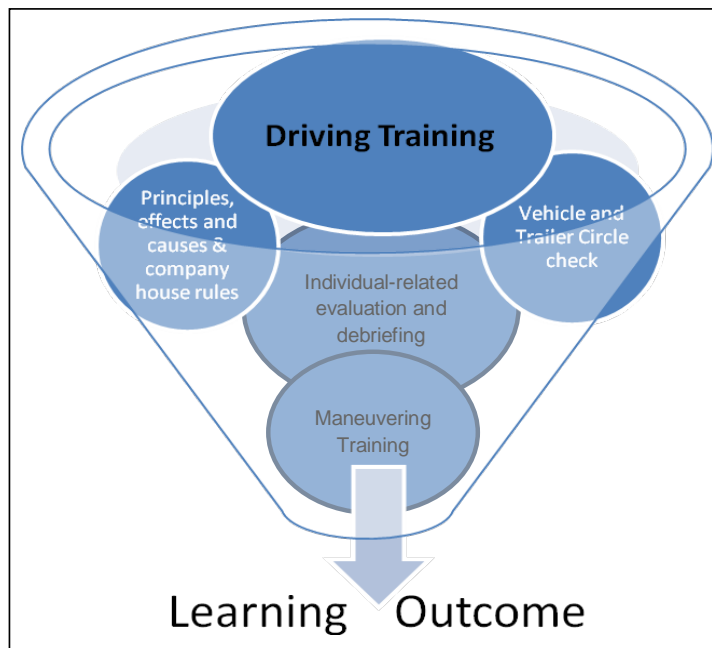 Driving Training
Principles,
effects and
causes &
company
house rules
Vehicle and
Trailer Circle
check
Individual-related
evaluation and
debriefing
Maneuvering
Training
Learning Outcome